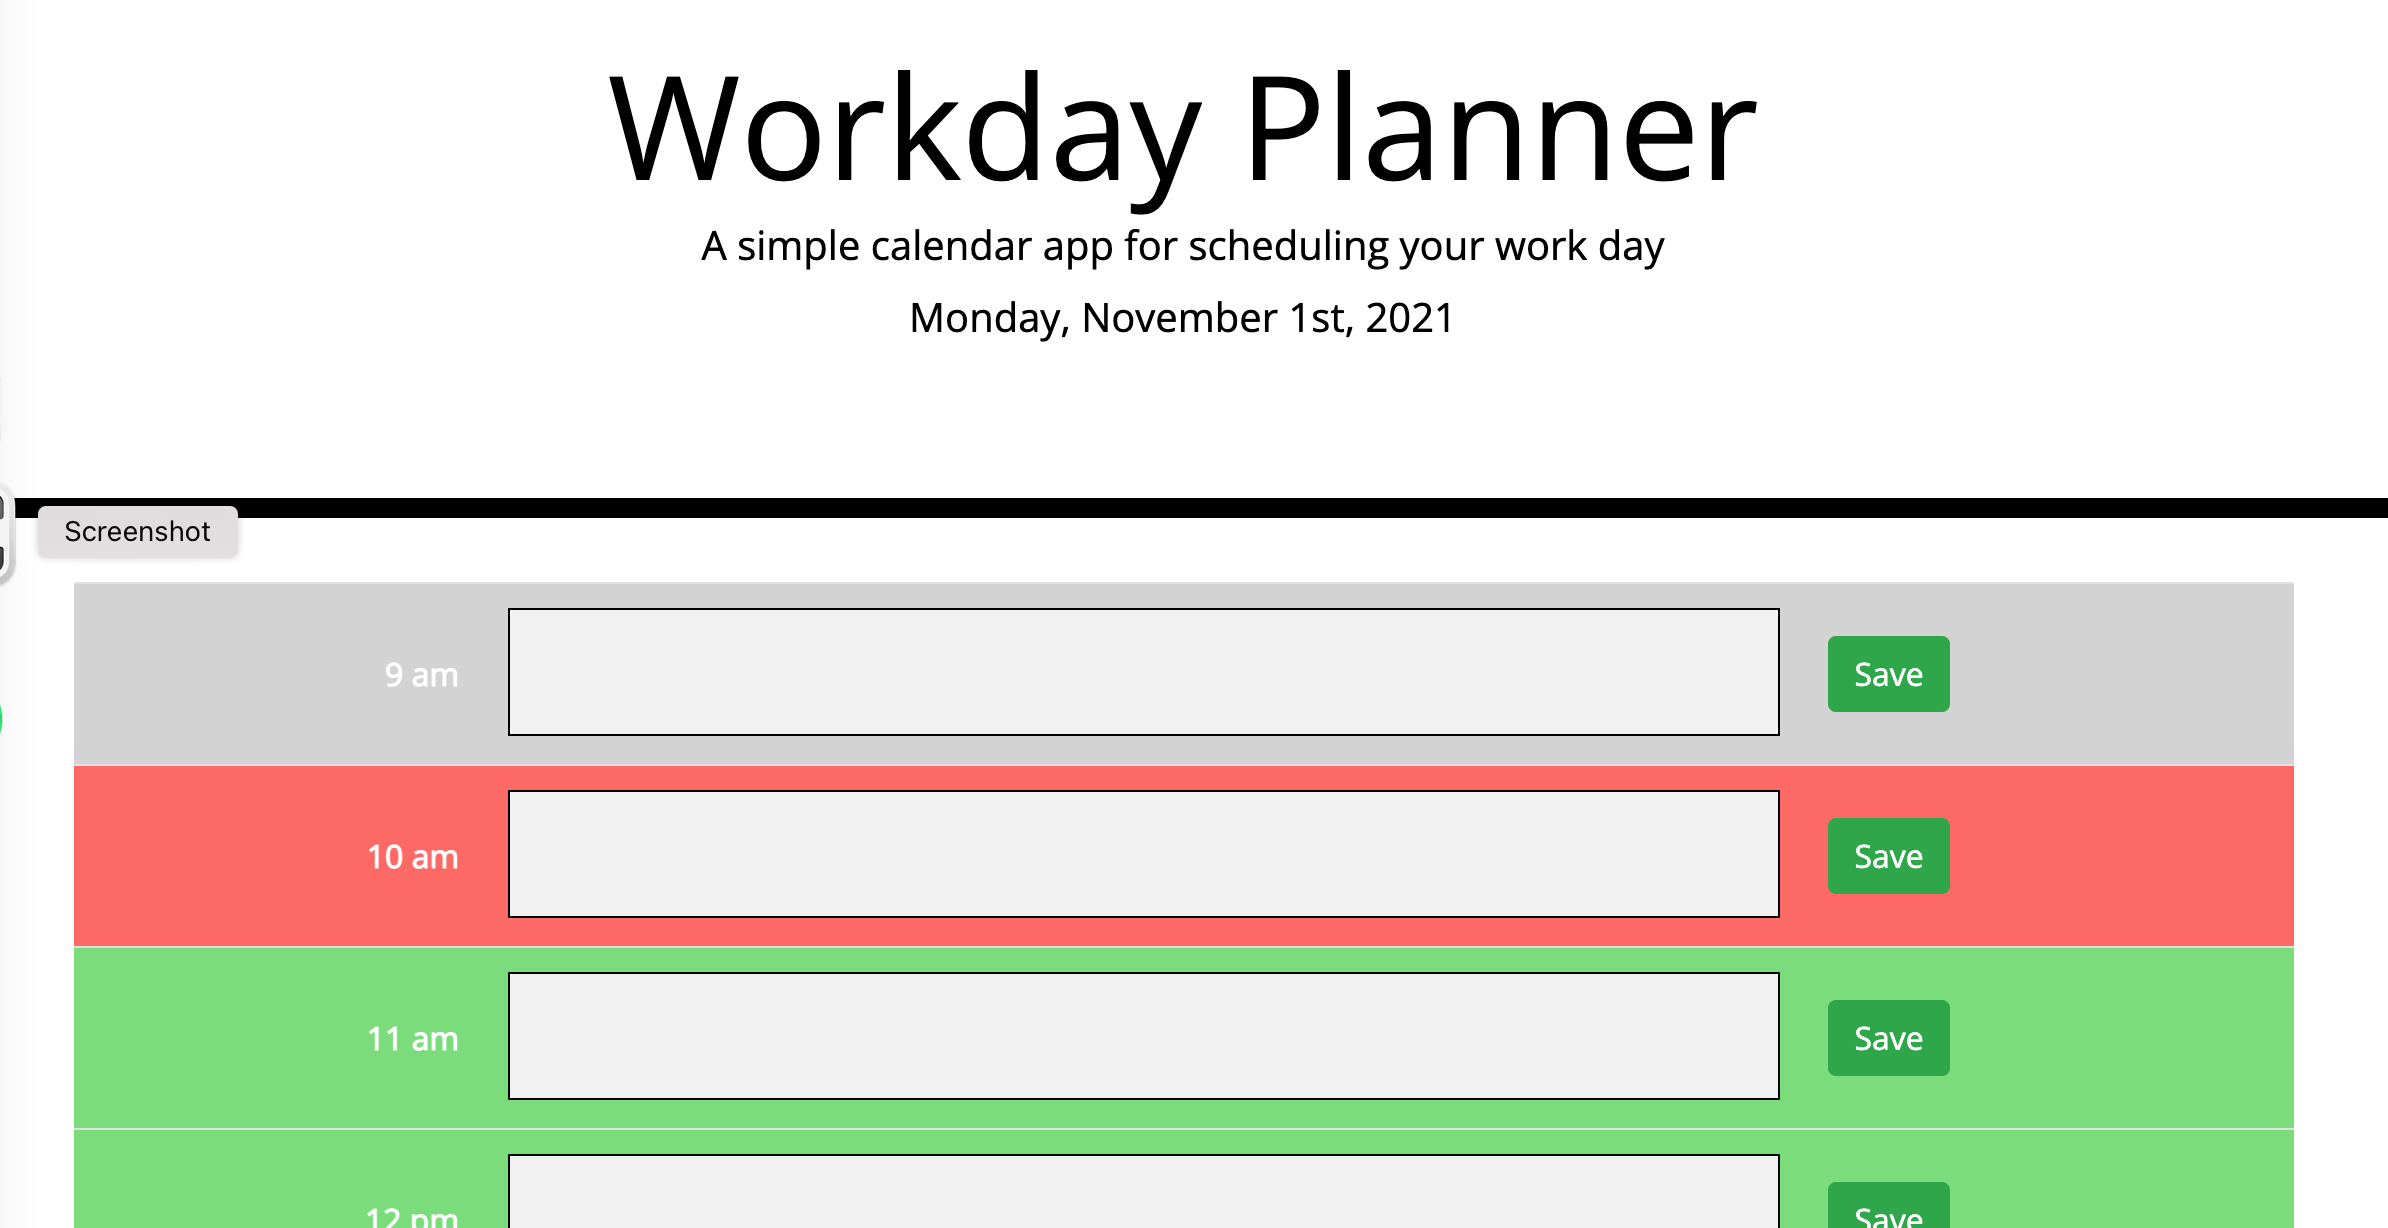 Workday Planner
A simple calendar app for scheduling your work day
Monday, November 1st, 2021
Screenshot
9 am
Save
10 am
Save
11 am
Save
12 pm
Save